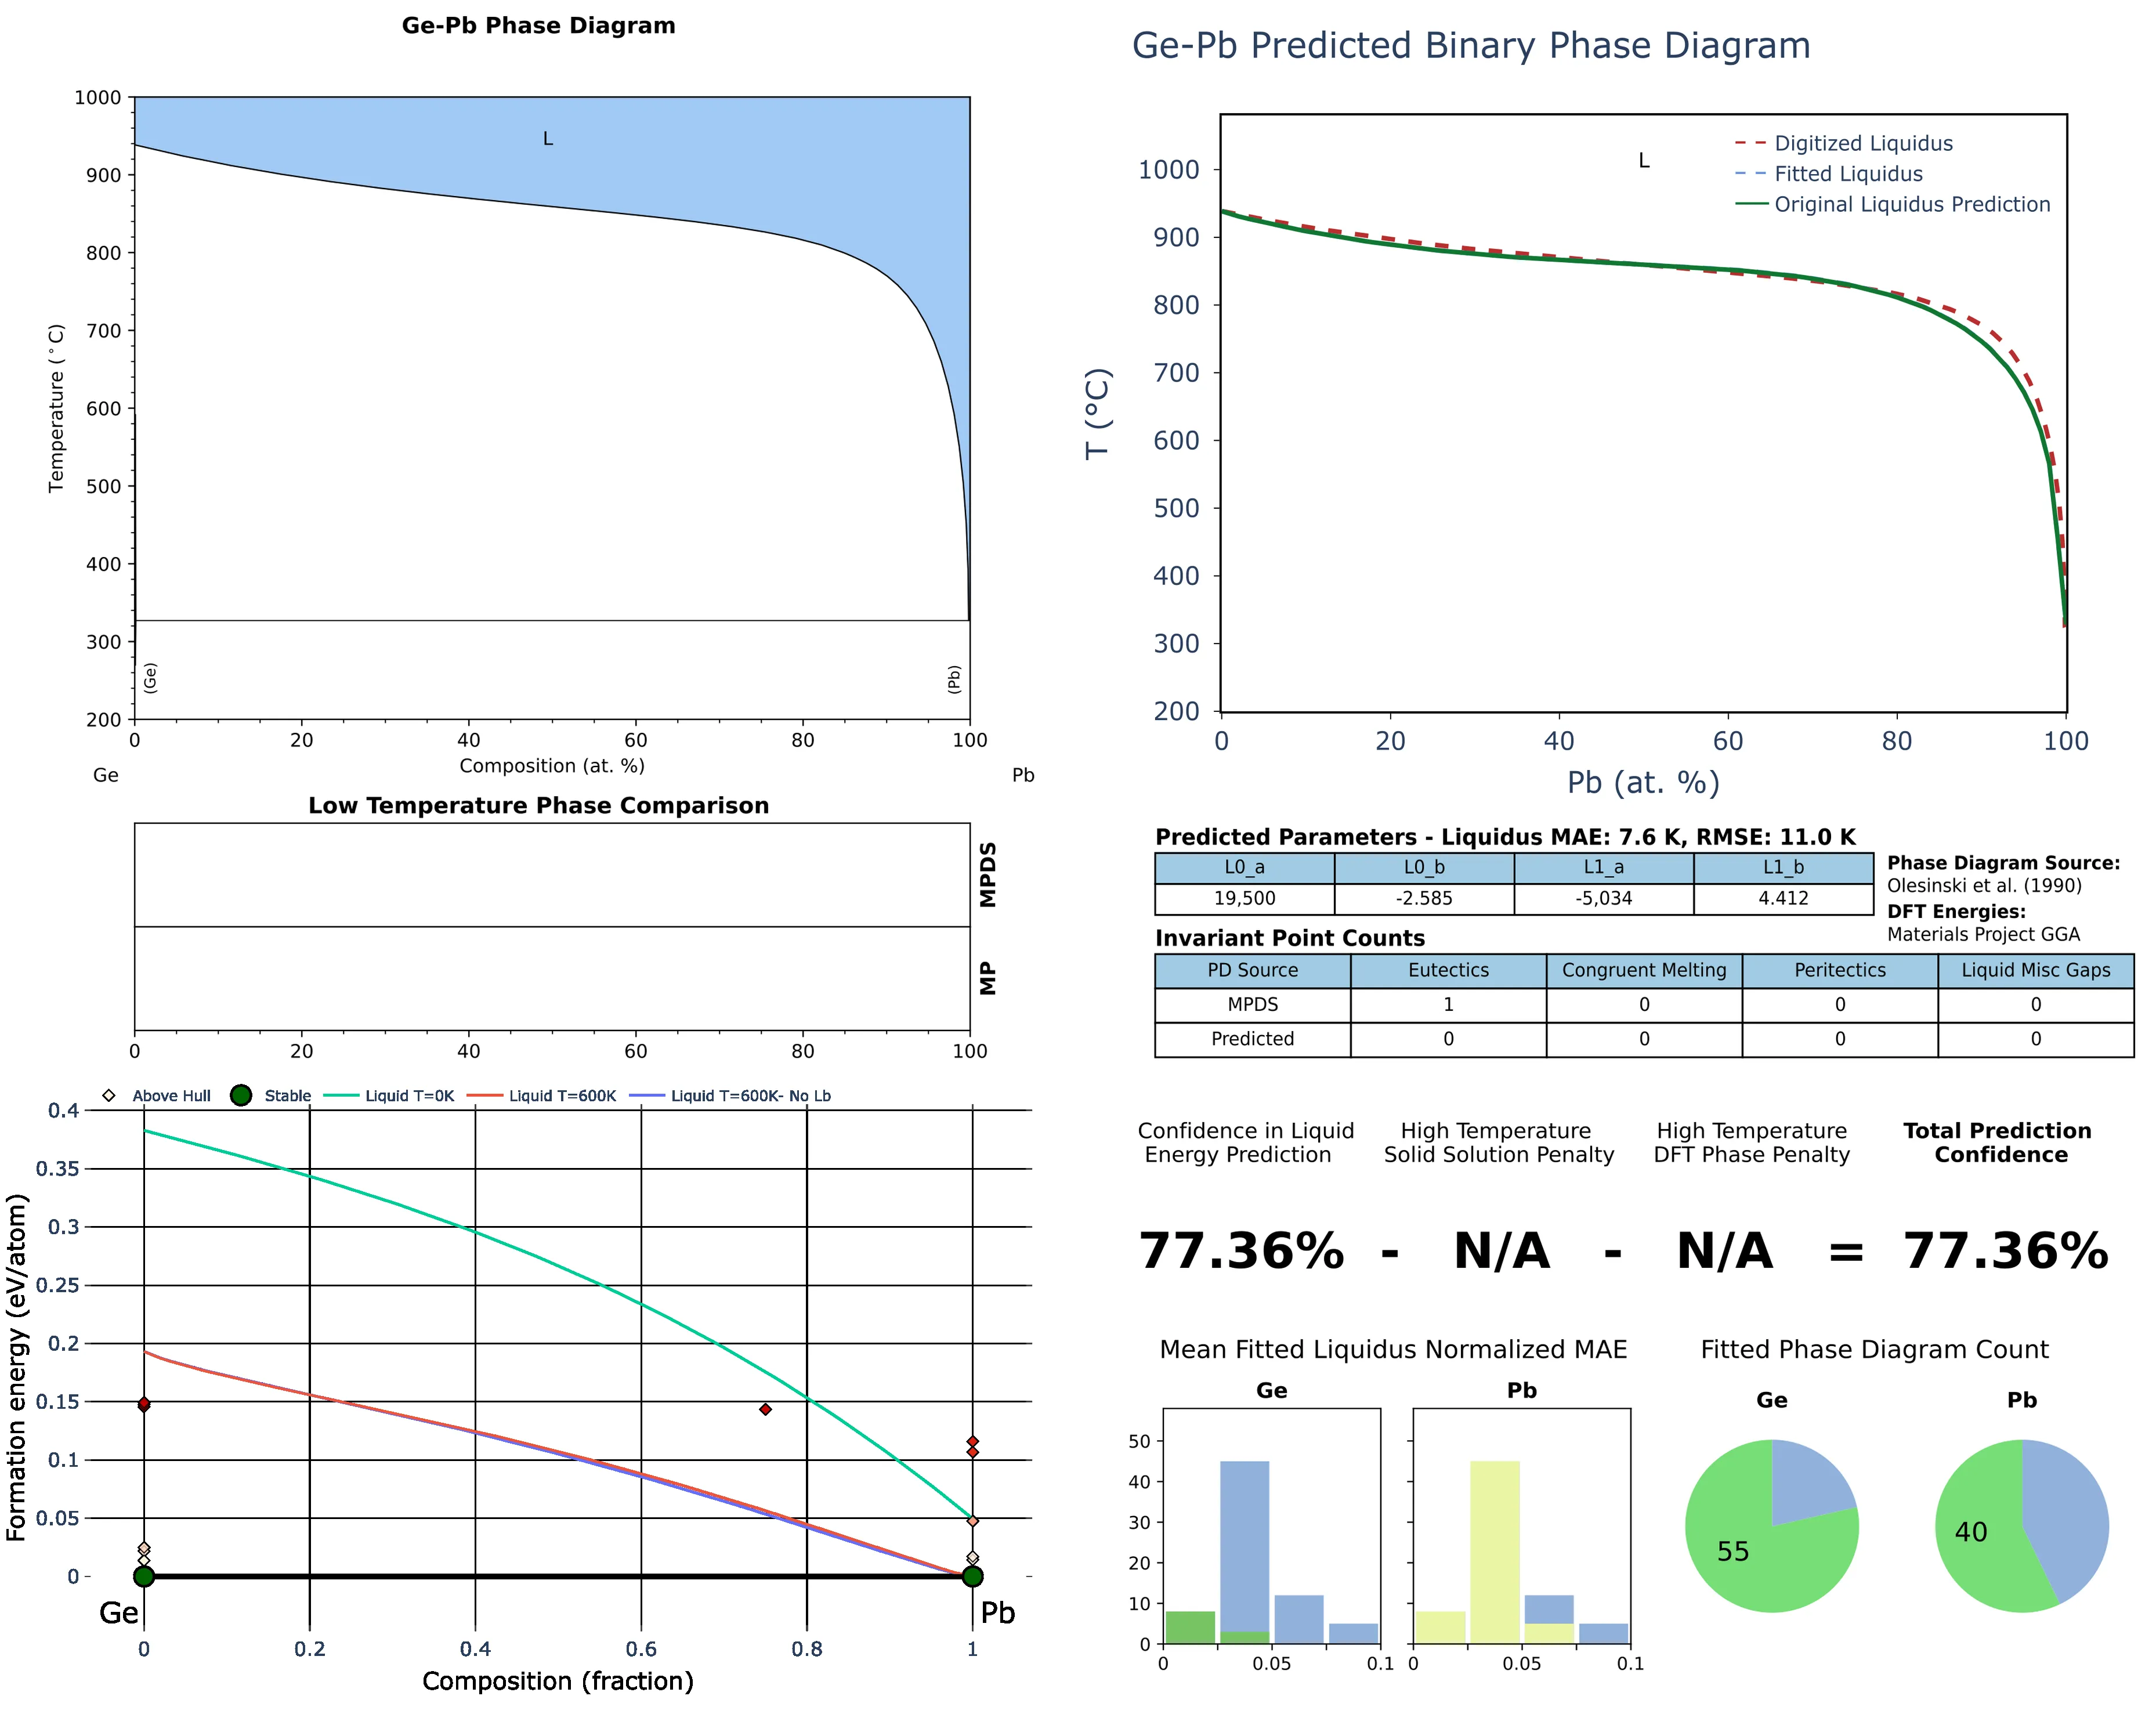 Ge-Pb Phase Diagram
1000
900
800
700
600
500
400
300
200
Temperature (°C)
L
(Ge)
(Pb)
0 20 40 60 80 100
Composition (at. %)
Ge Pb
Ge-Pb Predicted Binary Phase Diagram
1000
900
800
700
600
500
400
300
200
T (°C)
L
Digitized Liquidus
Fitted Liquidus
Original Liquidus Prediction
0 20 40 60 80 100
Pb (at. %)
Low Temperature Phase Comparison
MPDS
MP
0 20 40 60 80 100
Predicted Parameters - Liquidus MAE: 7.6 K, RMSE: 11.0 K
L0_a L0_b L1_a L1_b
19,500 -2.585 -5,034 4.412
Phase Diagram Source:
Olesinski et al. (1990)
DFT Energies:
Materials Project GGA
Invariant Point Counts
PD Source Eutectics Congruent Melting Peritectics Liquid Misc Gaps
MPDS 1 0 0 0
Predicted 0 0 0 0
Above Hull Stable Liquid T=0K Liquid T=600K Liquid T=600K- No Lb
0.4
0.35
0.3
0.25
0.2
0.15
0.1
0.05
0
Formation energy (eV/atom)
Ge Pb
0 0.2 0.4 0.6 0.8 1
Composition (fraction)
Confidence in Liquid
Energy Prediction
High Temperature
Solid Solution Penalty
High Temperature
DFT Phase Penalty
Total Prediction
Confidence
77.36% - N/A - N/A = 77.36%
Mean Fitted Liquidus Normalized MAE
Ge Pb
50
40
30
20
10
0
0 0.05 0.1
0 0.05 0.1
Fitted Phase Diagram Count
Ge Pb
55 40